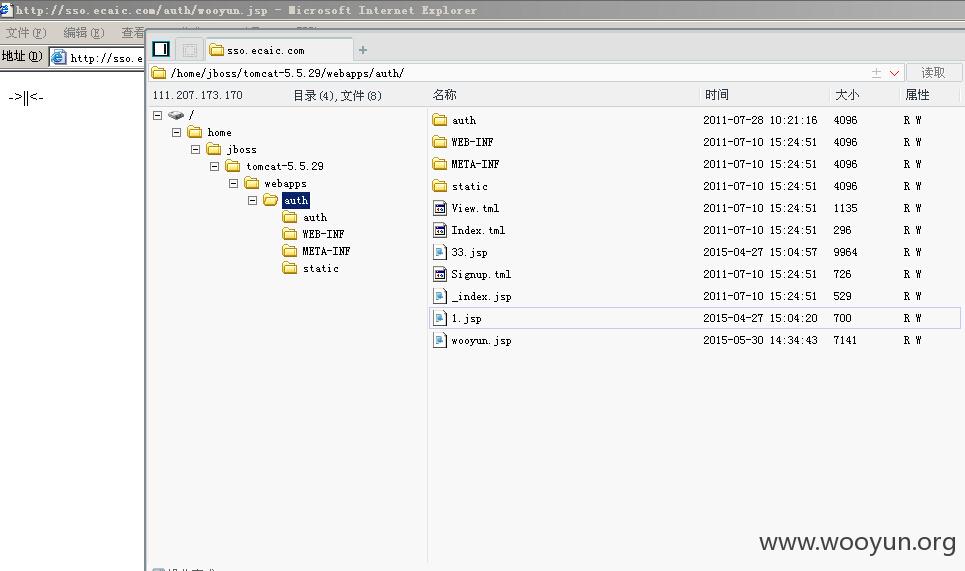 http://sso.ecaic.com/auth/wooyun.jsp - Microsoft Internet Explorer
文件(F) 编辑(E) 查看
地址(D) http://sso.e
->||<-
sso.ecaic.com
/home/jboss/tomcat-5.5.29/webapps/auth/ 读取
111.207.173.170 目录(4),文件(8)
/
home
jboss
tomcat-5.5.29
webapps
auth
auth
WEB-INF
META-INF
static
名称 时间 大小 属性
auth 2011-07-28 10:21:16 4096 R W
WEB-INF 2011-07-10 15:24:51 4096 R W
META-INF 2011-07-10 15:24:51 4096 R W
static 2011-07-10 15:24:51 4096 R W
View.tml 2011-07-10 15:24:51 1135 R W
Index.tml 2011-07-10 15:24:51 296 R W
33.jsp 2015-04-27 15:04:57 9964 R W
Signup.tml 2011-07-10 15:24:51 726 R W
_index.jsp 2011-07-10 15:24:51 529 R W
1.jsp 2015-04-27 15:04:20 700 R W
wooyun.jsp 2015-05-30 14:34:43 7141 R W
www.wooyun.org